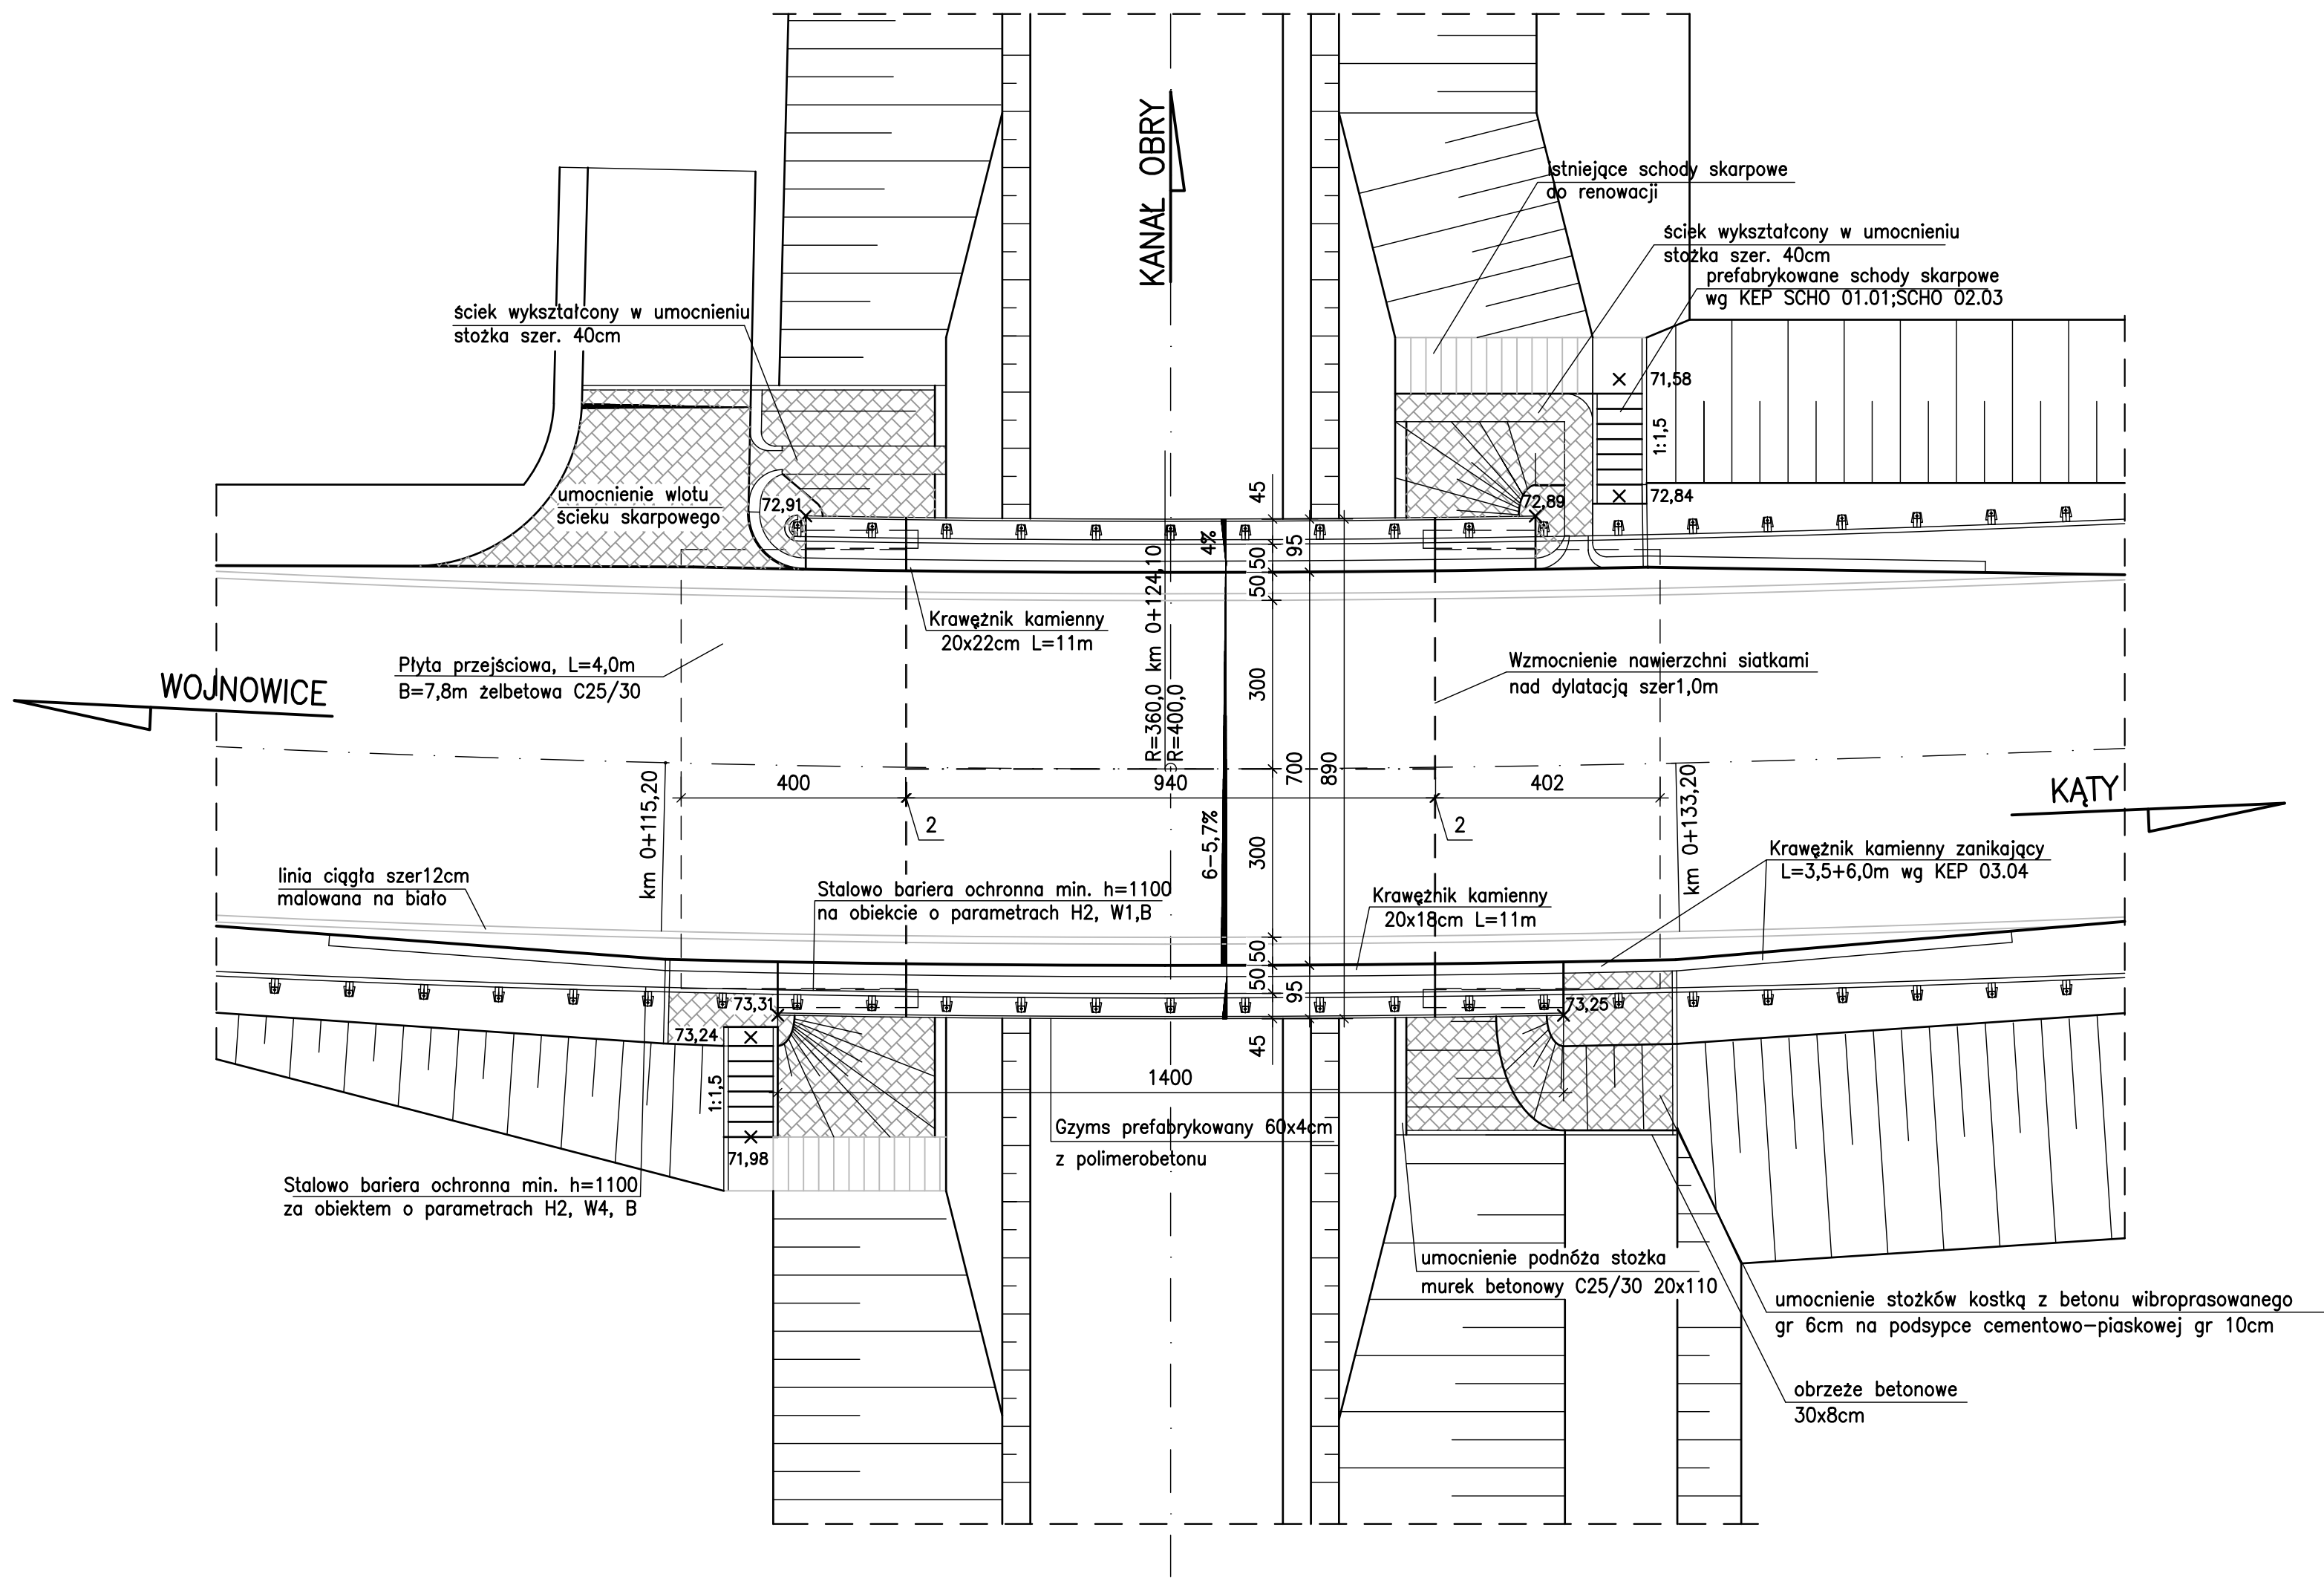 KANAŁ OBRY
istniejące schody skarpowe
do renowacji
ściek wykształcony w umocnieniu
stożka szer. 40cm
prefabrykowane schody skarpowe
wg KEP SCHO 01.01;SCHO 02.03
ściek wykształcony w umocnieniu
stożka szer. 40cm
71,58
1:1,5
72,84
umocnienie wlotu
ścieku skarpowego
72,91
72,89
45
4%
95
50
50
Krawężnik kamienny
20x22cm L=11m
R=360,0 km 0+124,10
R=400,0
Płyta przejściowa, L=4,0m
B=7,8m żelbetowa C25/30
Wzmocnienie nawierzchni siatkami
nad dylatacją szer1,0m
WOJNOWICE
300
700
890
400
940
402
km 0+115,20
km 0+133,20
KĄTY
2
2
6-5,7%
300
linia ciągła szer12cm
malowana na biało
Stalowo bariera ochronna min. h=1100
na obiekcie o parametrach H2, W1,B
Krawężnik kamienny
20x18cm L=11m
Krawężnik kamienny zanikający
L=3,5+6,0m wg KEP 03.04
50
50
95
45
73,31
73,25
73,24
1:1,5
71,98
1400
Gzyms prefabrykowany 60x4cm
z polimerobetonu
Stalowo bariera ochronna min. h=1100
za obiektem o parametrach H2, W4, B
umocnienie podnóża stożka
murek betonowy C25/30 20x110
umocnienie stożków kostką z betonu wibroprasowanego
gr 6cm na podsypce cementowo-piaskowej gr 10cm
obrzeże betonowe
30x8cm